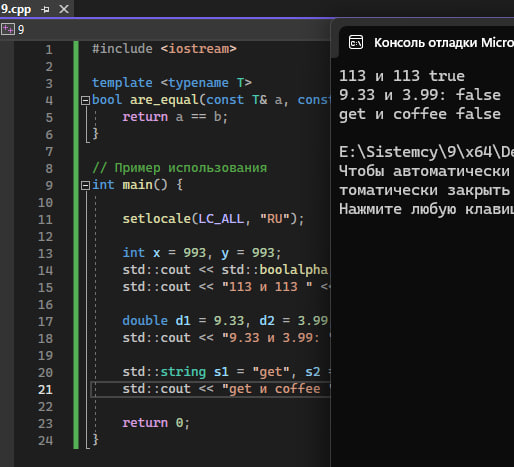 9.cpp
9
1 #include <iostream>
2
3 template <typename T>
4 bool are_equal(const T& a, const
5 return a == b;
6 }
7
8 // Пример использования
9 int main() {
10
11 setlocale(LC_ALL, "RU");
12
13 int x = 993, y = 993;
14 std::cout << std::boolalpha
15 std::cout << "113 и 113 " <<
16
17 double d1 = 9.33, d2 = 3.99
18 std::cout << "9.33 и 3.99: "
19
20 std::string s1 = "get", s2 =
21 std::cout << "get и coffee "
22
23 return 0;
24 }
Консоль отладки Micro
113 и 113 true
9.33 и 3.99: false
get и coffee false
E:\Sistemcy\9\x64\De
Чтобы автоматически
томатически закрыть
Нажмите любую клавиш